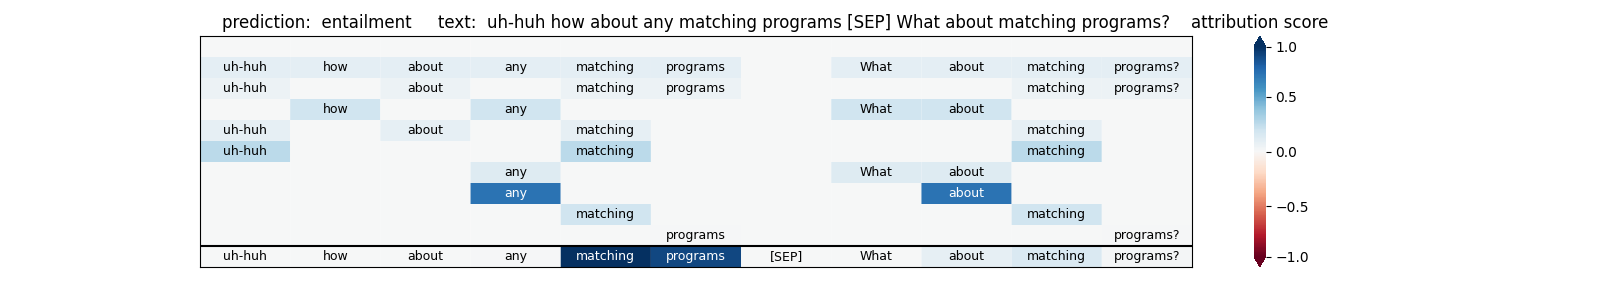 prediction:  entailment     text:  uh-huh how about any matching programs [SEP] What about matching programs?    attribution score
uh-huh how about any matching programs What about matching programs?
uh-huh about matching programs matching programs?
how any What about
uh-huh about matching matching
uh-huh matching matching
any What about
any about
matching matching
programs programs?
uh-huh how about any matching programs [SEP] What about matching programs?
1.0
0.5
0.0
−0.5
−1.0